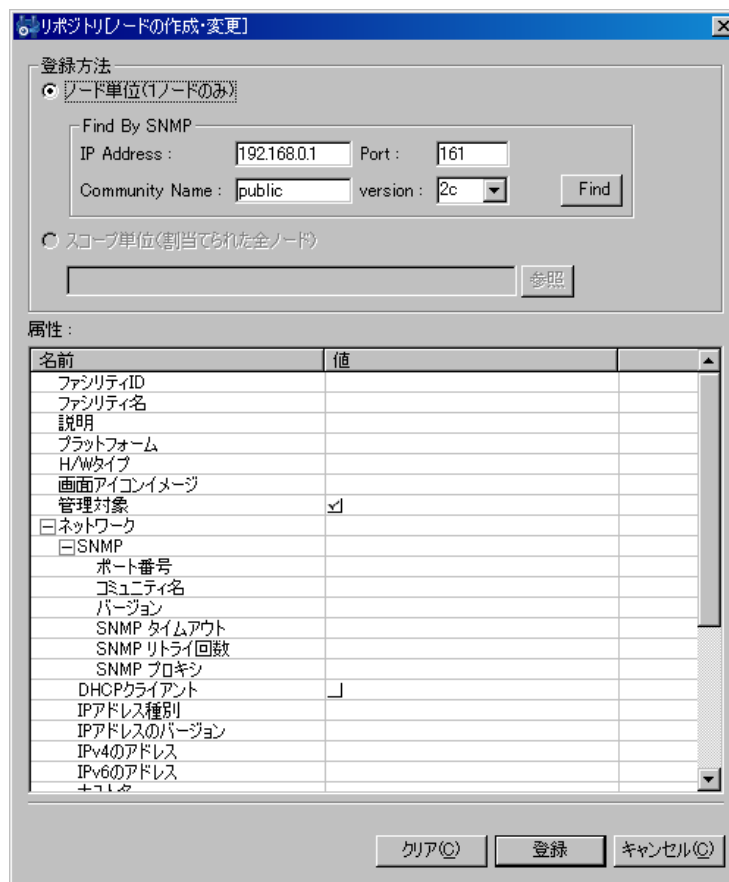 リポジトリ[ノードの作成・変更]
登録方法
ノード単位(1ノードのみ)
Find By SNMP
IP Address : 192.168.0.1 Port : 161
Community Name : public version : 2c Find
スコープ単位(割当てられた全ノード)
参照
属性 :
名前 値
ファシリティID
ファシリティ名
説明
プラットフォーム
H/Wタイプ
画面アイコンイメージ
管理対象
ネットワーク
SNMP
ポート番号
コミュニティ名
バージョン
SNMP タイムアウト
SNMP リトライ回数
SNMP プロキシ
DHCPクライアント
IPアドレス種別
IPアドレスのバージョン
IPv4のアドレス
IPv6のアドレス
クリア(C) 登録 キャンセル(C)